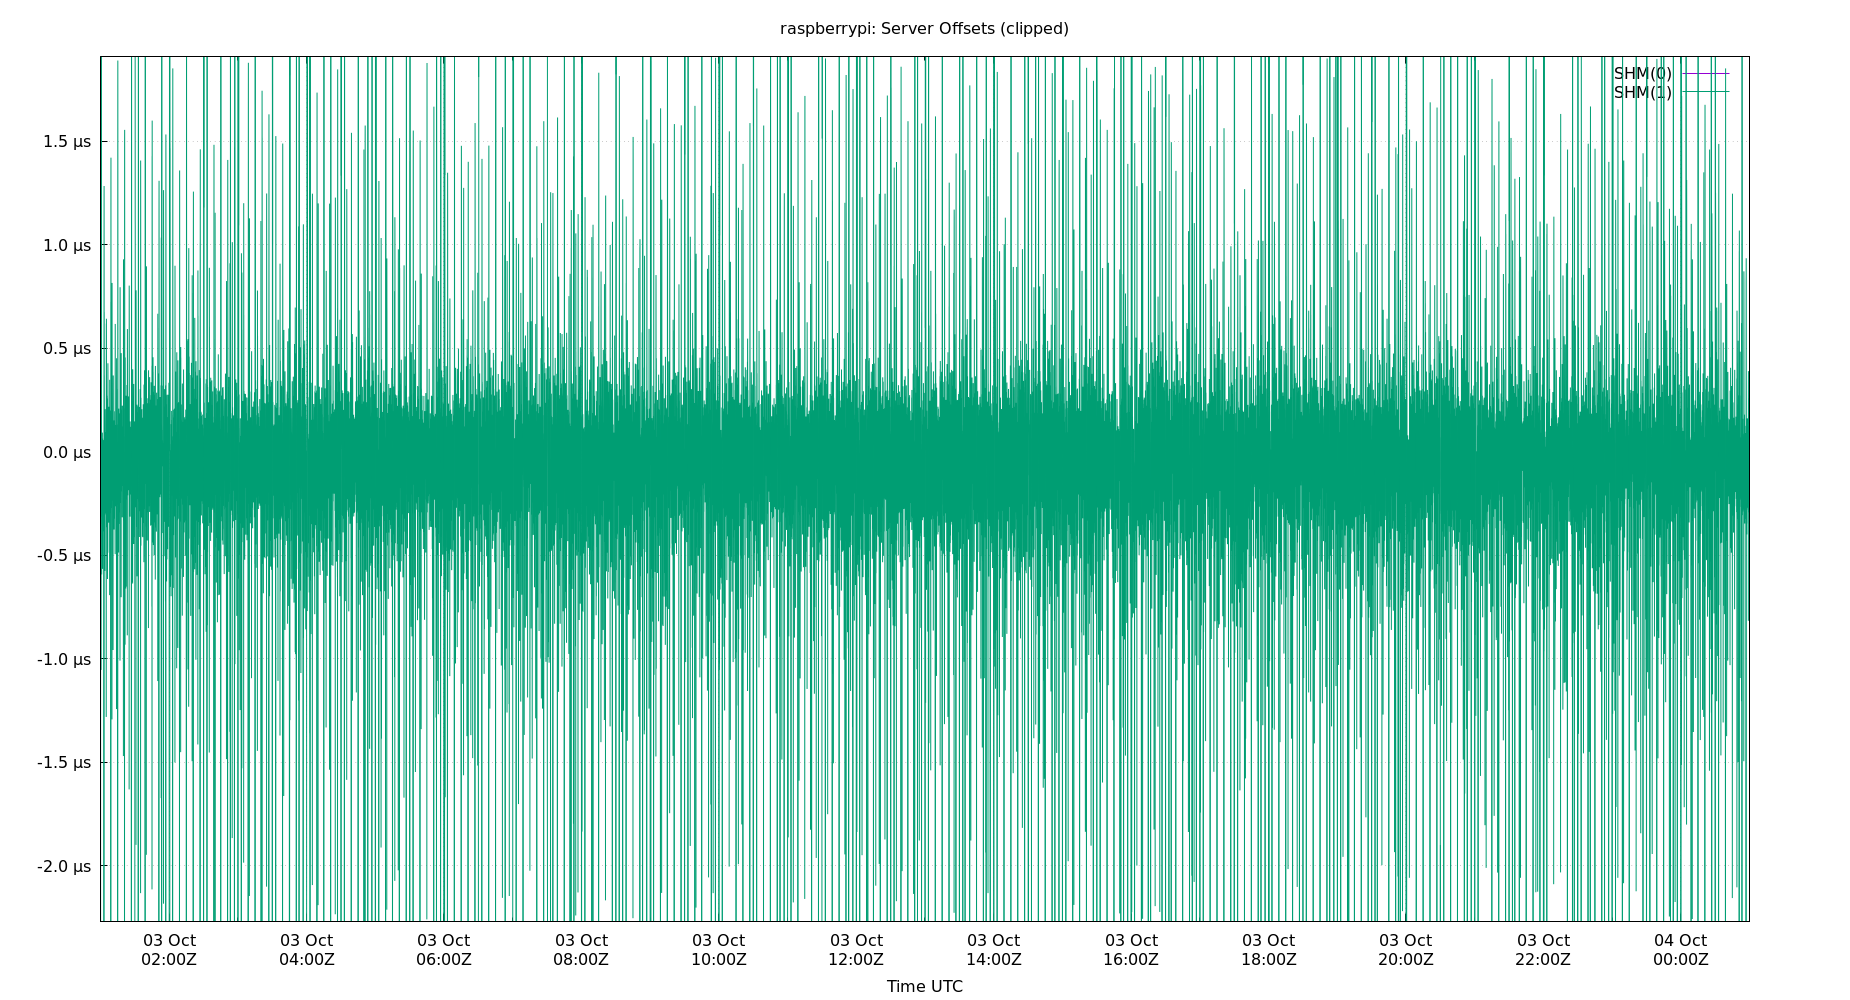 raspberrypi: Server Offsets (clipped)
SHM(0)
SHM(1)
1.5 µs
1.0 µs
0.5 µs
0.0 µs
-0.5 µs
-1.0 µs
-1.5 µs
-2.0 µs
03 Oct 03 Oct 03 Oct 03 Oct 03 Oct 03 Oct 03 Oct 03 Oct 03 Oct 03 Oct 03 Oct 04 Oct
02:00Z 04:00Z 06:00Z 08:00Z 10:00Z 12:00Z 14:00Z 16:00Z 18:00Z 20:00Z 22:00Z 00:00Z
Time UTC